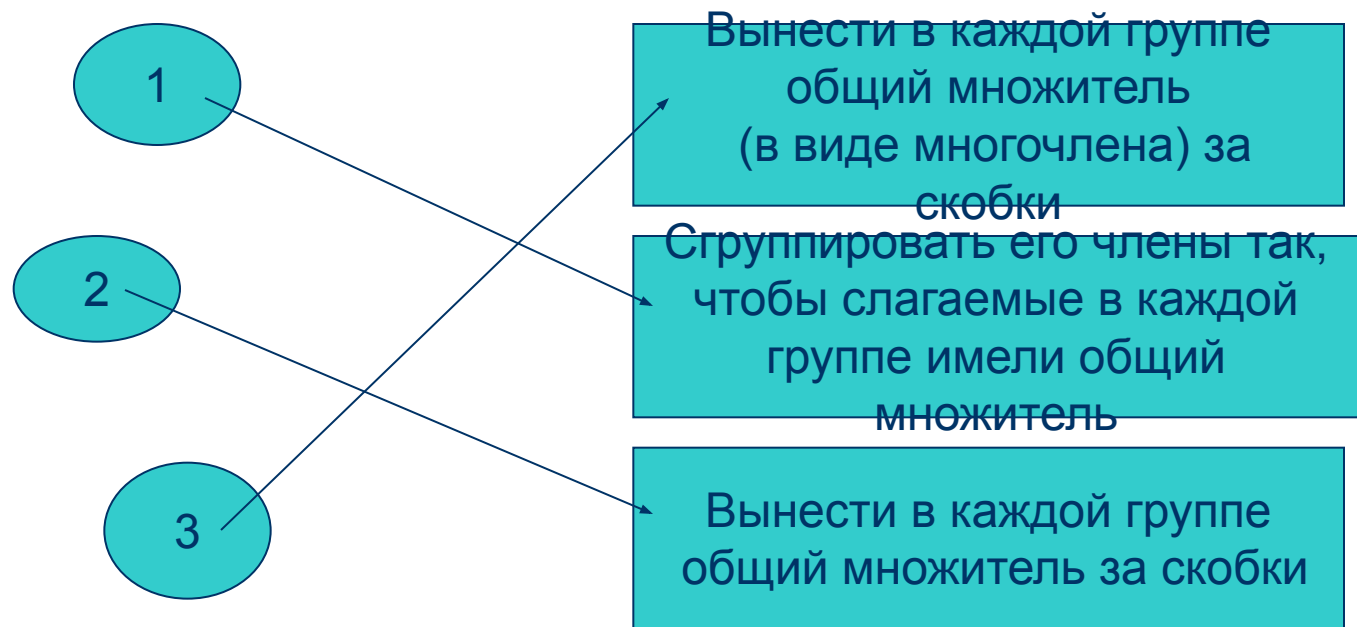 1
Вынести в каждой группе
общий множитель
(в виде многочлена) за
скобки
2
Сгруппировать его члены так,
чтобы слагаемые в каждой
группе имели общий
множитель
3
Вынести в каждой группе
общий множитель за скобки